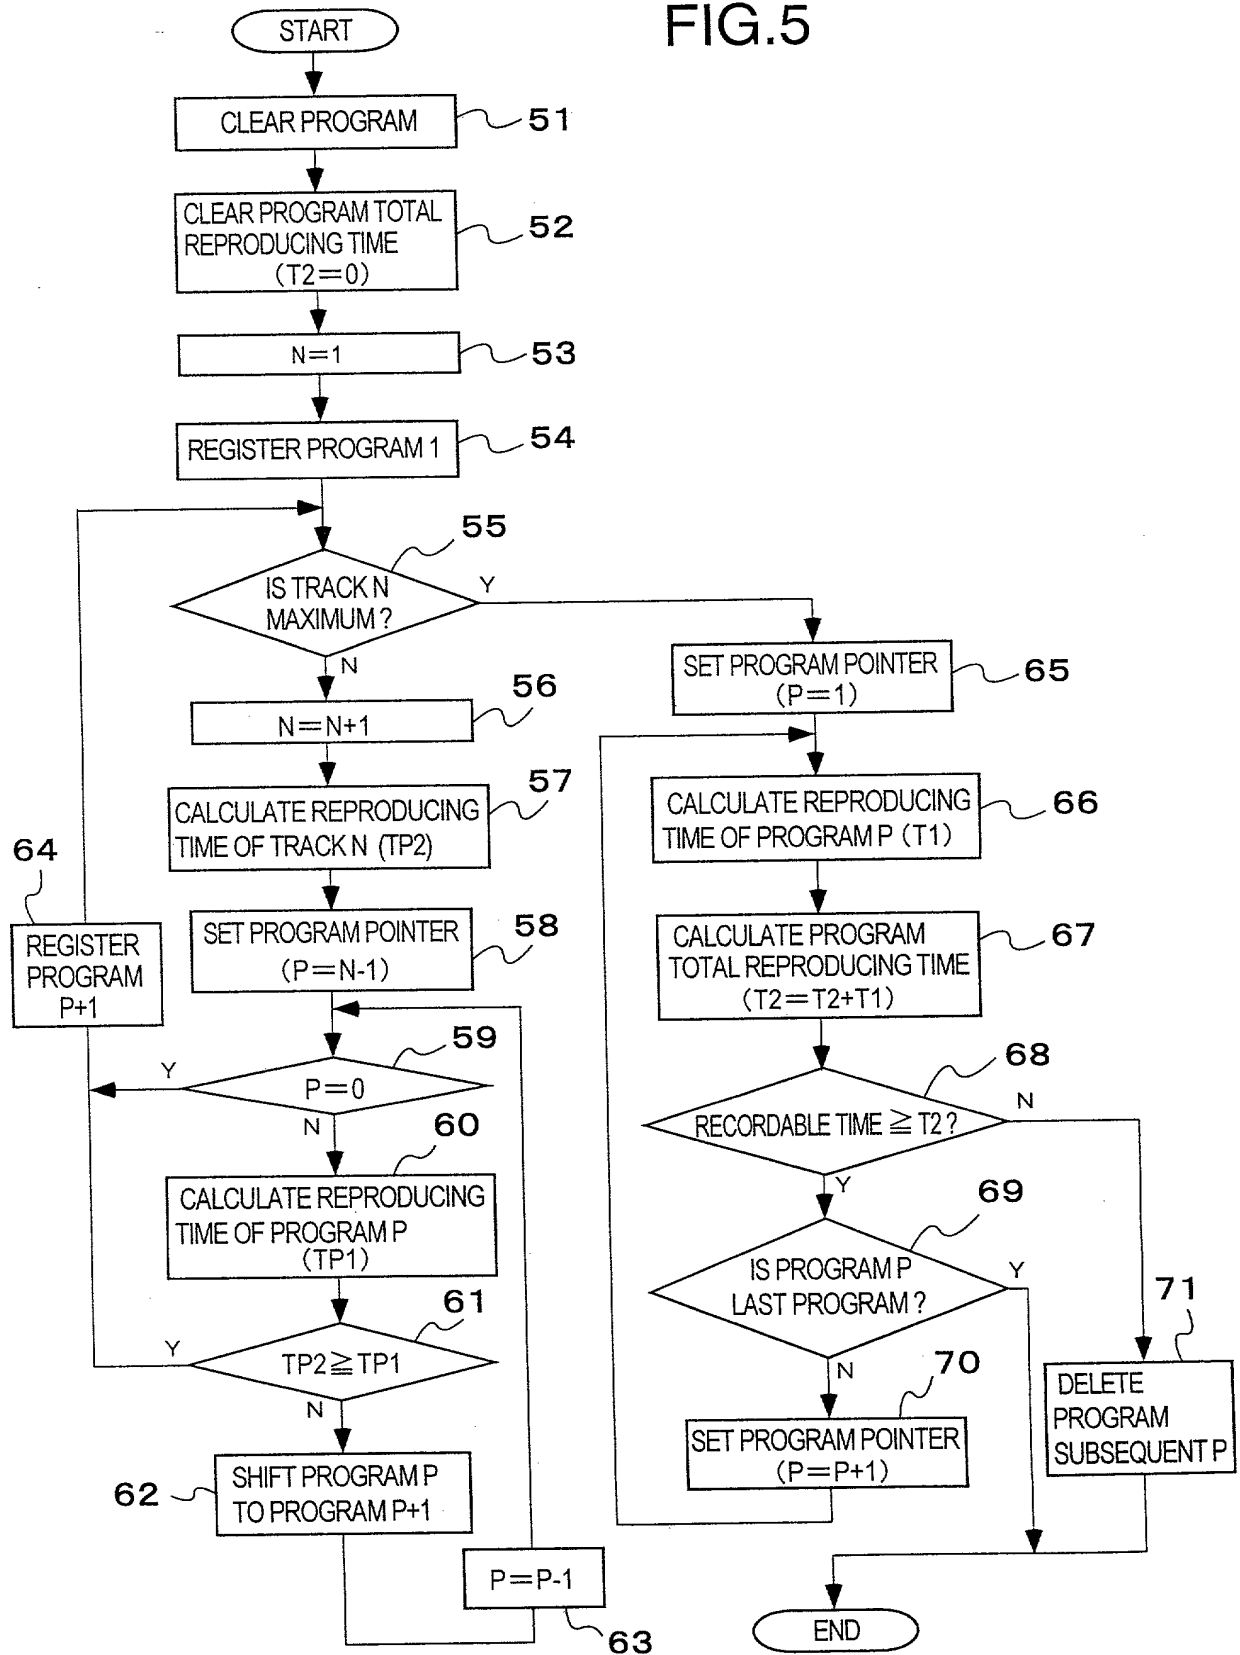 FIG.5
START
CLEAR PROGRAM
51
CLEAR PROGRAM TOTAL
REPRODUCING TIME
(T2=0)
52
N=1
53
REGISTER PROGRAM 1
54
55
IS TRACK N
MAXIMUM?
Y
N
56
N=N+1
57
CALCULATE REPRODUCING
TIME OF TRACK N (TP2)
58
SET PROGRAM POINTER
(P=N-1)
59
P=0
Y
N
60
CALCULATE REPRODUCING
TIME OF PROGRAM P
(TP1)
61
TP2≧TP1
Y
N
62
SHIFT PROGRAM P
TO PROGRAM P+1
P=P-1
63
64
REGISTER
PROGRAM
P+1
SET PROGRAM POINTER
(P=1)
65
CALCULATE REPRODUCING
TIME OF PROGRAM P (T1)
66
CALCULATE PROGRAM
TOTAL REPRODUCING TIME
(T2=T2+T1)
67
68
RECORDABLE TIME ≧ T2?
N
Y
69
IS PROGRAM P
LAST PROGRAM?
Y
N
70
SET PROGRAM POINTER
(P=P+1)
71
DELETE
PROGRAM
SUBSEQUENT P
END